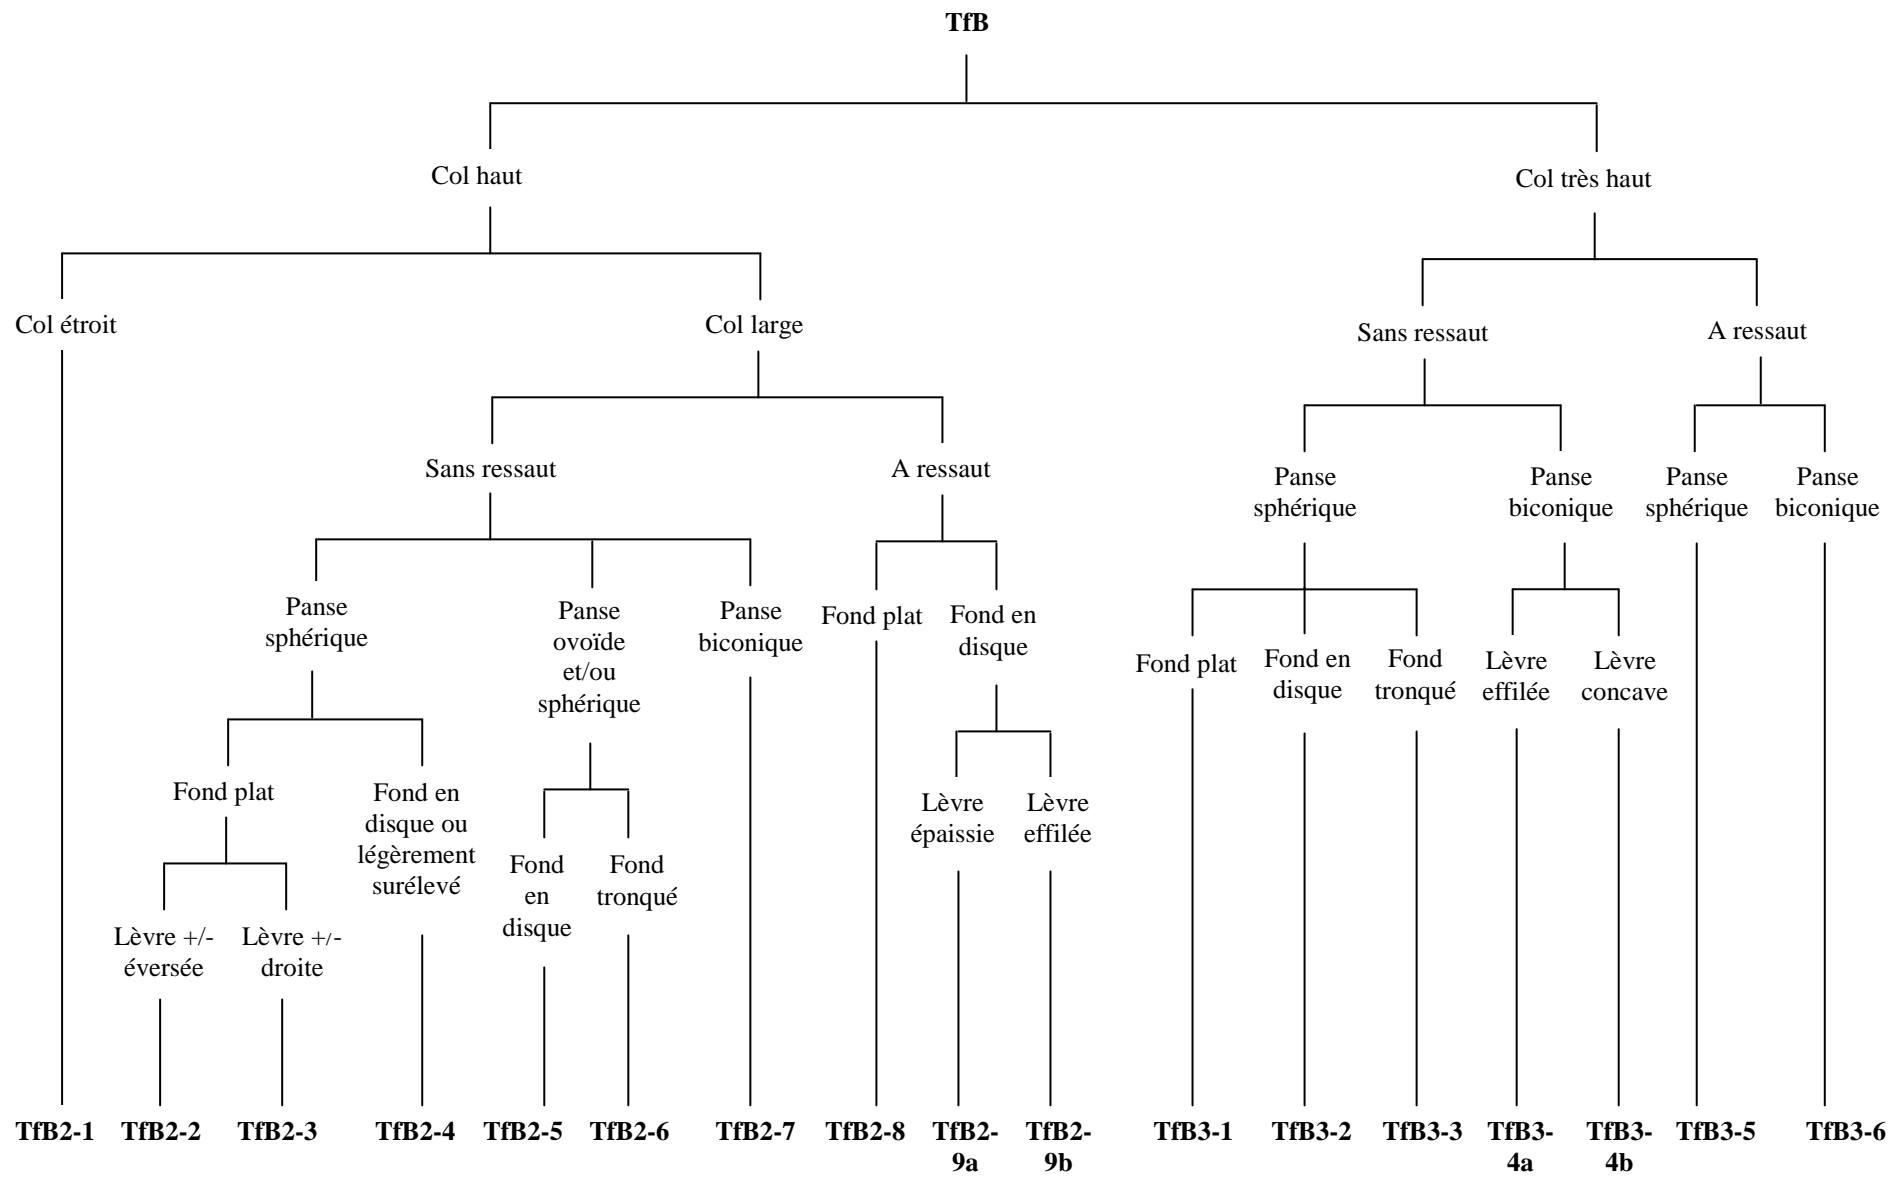 TfB
Col haut
Col très haut
Col étroit
Col large
Sans ressaut
A ressaut
Sans ressaut
A ressaut
Panse
sphérique
Panse
biconique
Panse
sphérique
Panse
biconique
Panse
sphérique
Panse
ovoïde
et/ou
sphérique
Panse
biconique
Fond plat
Fond en
disque
Fond plat
Fond en
disque
Fond
tronqué
Lèvre
effilée
Lèvre
concave
Fond plat
Fond en
disque ou
légèrement
surélevé
Fond
en
disque
Fond
tronqué
Lèvre
épaissie
Lèvre
effilée
Lèvre +/-
éversée
Lèvre +/-
droite
TfB2-1
TfB2-2
TfB2-3
TfB2-4
TfB2-5
TfB2-6
TfB2-7
TfB2-8
TfB2-
9a
TfB2-
9b
TfB3-1
TfB3-2
TfB3-3
TfB3-
4a
TfB3-
4b
TfB3-5
TfB3-6